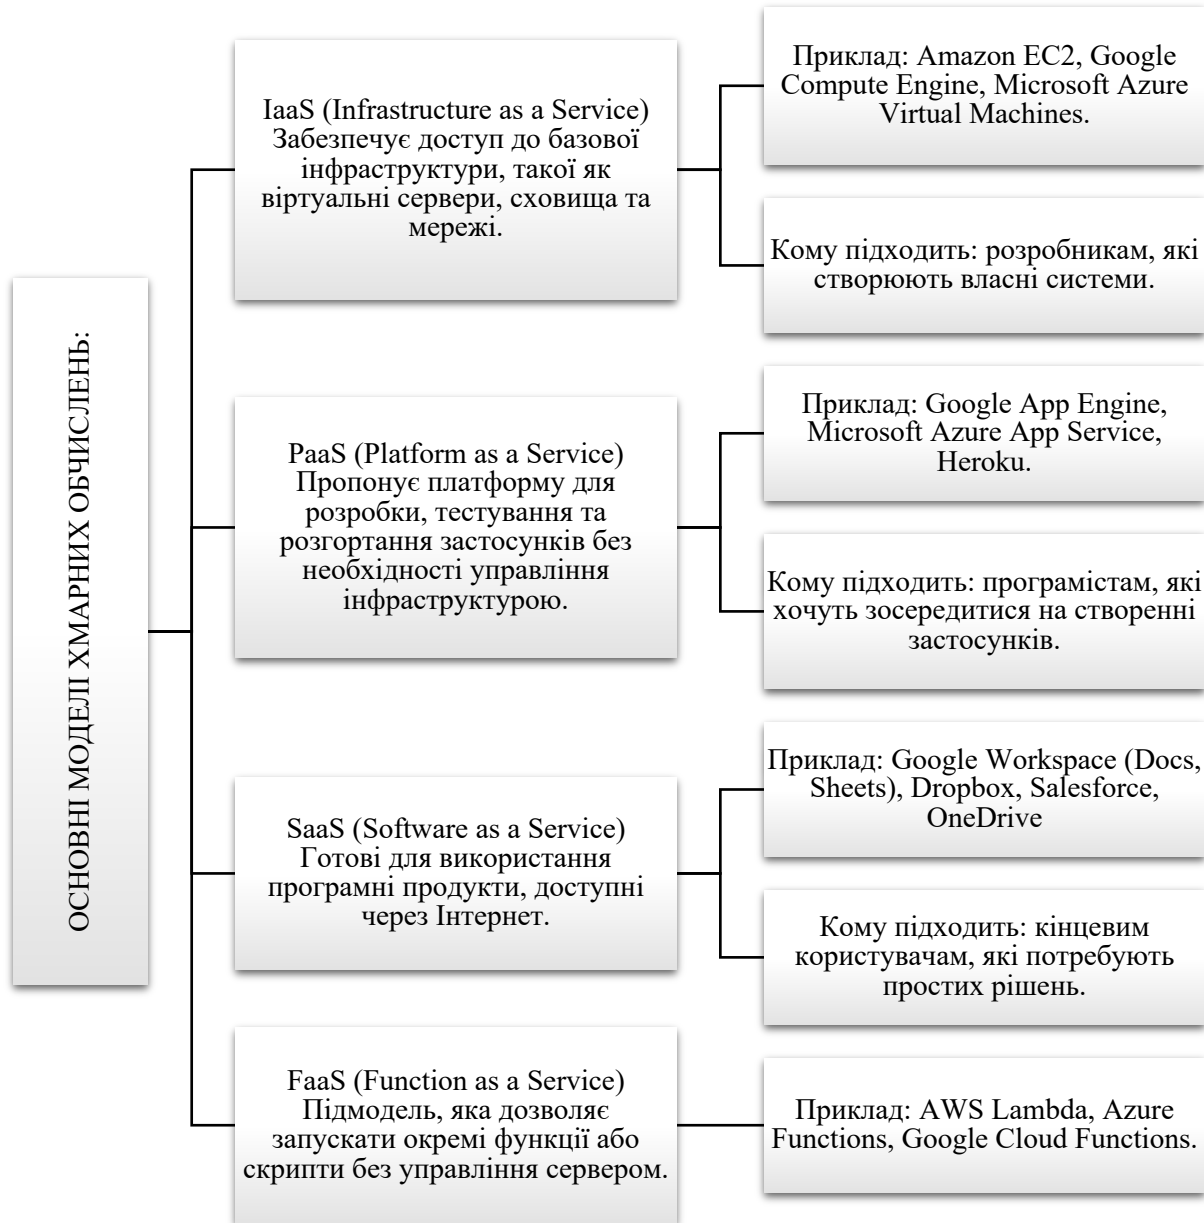 ОСНОВНІ МОДЕЛІ ХМАРНИХ ОБЧИСЛЕНЬ:
IaaS (Infrastructure as a Service)
Забезпечує доступ до базової
інфраструктури, такої як
віртуальні сервери, сховища та
мережі.
Приклад: Amazon EC2, Google
Compute Engine, Microsoft Azure
Virtual Machines.
Кому підходить: розробникам, які
створюють власні системи.
PaaS (Platform as a Service)
Пропонує платформу для
розробки, тестування та
розгортання застосунків без
необхідності управління
інфраструктурою.
Приклад: Google App Engine,
Microsoft Azure App Service,
Heroku.
Кому підходить: програмістам, які
хочуть зосередитися на створенні
застосунків.
SaaS (Software as a Service)
Готові для використання
програмні продукти, доступні
через Інтернет.
Приклад: Google Workspace (Docs,
Sheets), Dropbox, Salesforce,
OneDrive
Кому підходить: кінцевим
користувачам, які потребують
простих рішень.
FaaS (Function as a Service)
Підмодель, яка дозволяє
запускати окремі функції або
скрипти без управління сервером.
Приклад: AWS Lambda, Azure
Functions, Google Cloud Functions.